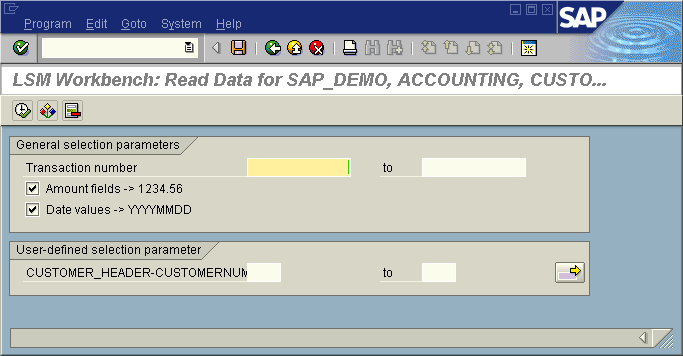 Program Edit Goto System Help
SAP
LSM Workbench: Read Data for SAP_DEMO, ACCOUNTING, CUSTO...
General selection parameters
Transaction number to
Amount fields -> 1234.56
Date values -> YYYYMMDD
User-defined selection parameter
CUSTOMER_HEADER-CUSTOMERNUM to